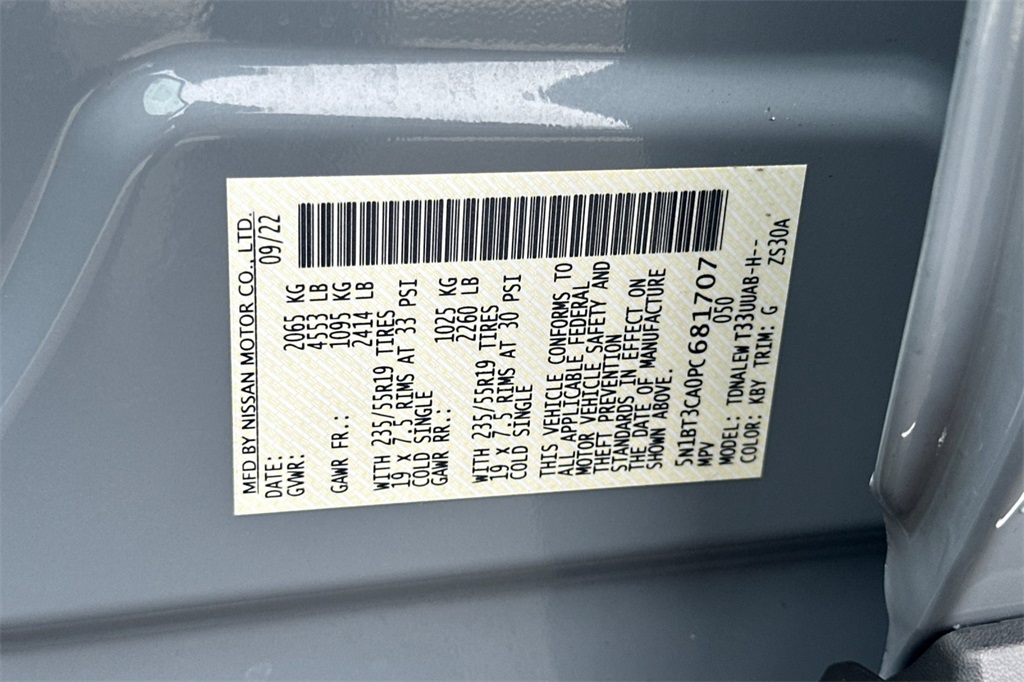 MFD BY NISSAN MOTOR CO., LTD.
DATE: 09/22
GVWR: 2065 KG
4553 LB
GAWR FR.: 1095 KG
2414 LB
WITH 235/55R19 TIRES
19 X 7.5 RIMS AT 33 PSI
COLD SINGLE
GAWR RR.: 1025 KG
2260 LB
WITH 235/55R19 TIRES
19 X 7.5 RIMS AT 30 PSI
COLD SINGLE
THIS VEHICLE CONFORMS TO
ALL APPLICABLE FEDERAL
MOTOR VEHICLE SAFETY AND
THEFT PREVENTION
STANDARDS IN EFFECT ON
THE DATE OF MANUFACTURE
SHOWN ABOVE.
5N1BT3CA0PC681707
MPV 050
MODEL: TDNALEW T33UUAB-H--
COLOR: KBY TRIM: G ZS30A